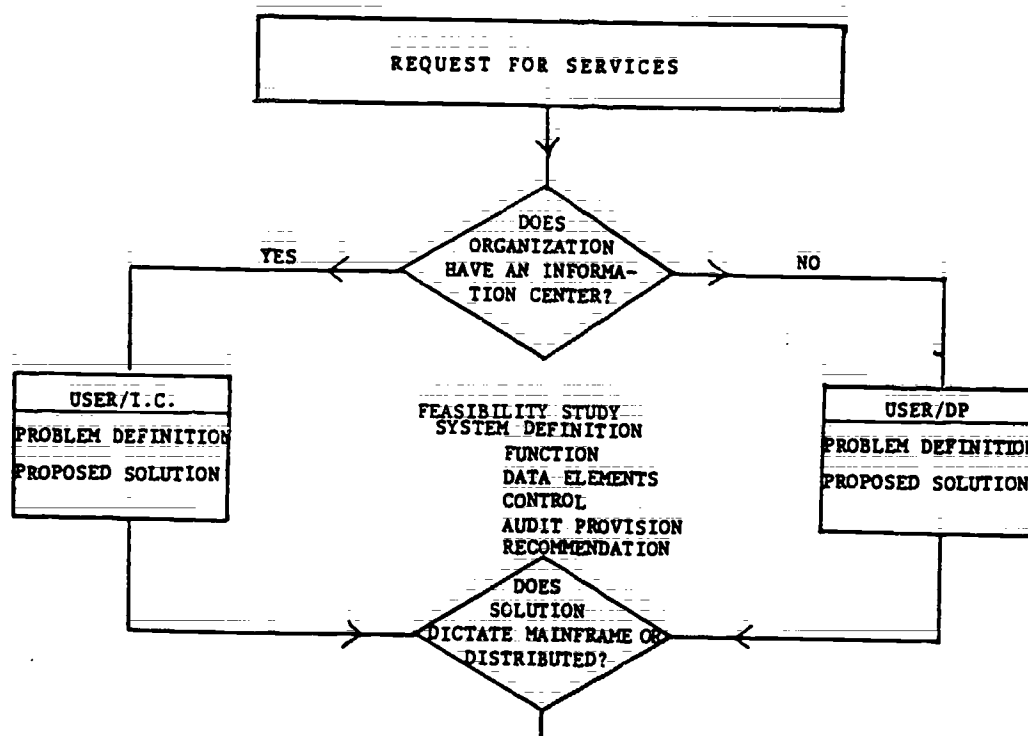 REQUEST FOR SERVICES
DOES
ORGANIZATION
HAVE AN INFORMA-
TION CENTER?
YES
NO
USER/I.C.
PROBLEM DEFINITION
PROPOSED SOLUTION
FEASIBILITY STUDY
SYSTEM DEFINITION
FUNCTION
DATA ELEMENTS
CONTROL
AUDIT PROVISION
RECOMMENDATION
USER/DP
PROBLEM DEFINITION
PROPOSED SOLUTION
DOES
SOLUTION
DICTATE MAINFRAME OR
DISTRIBUTED?